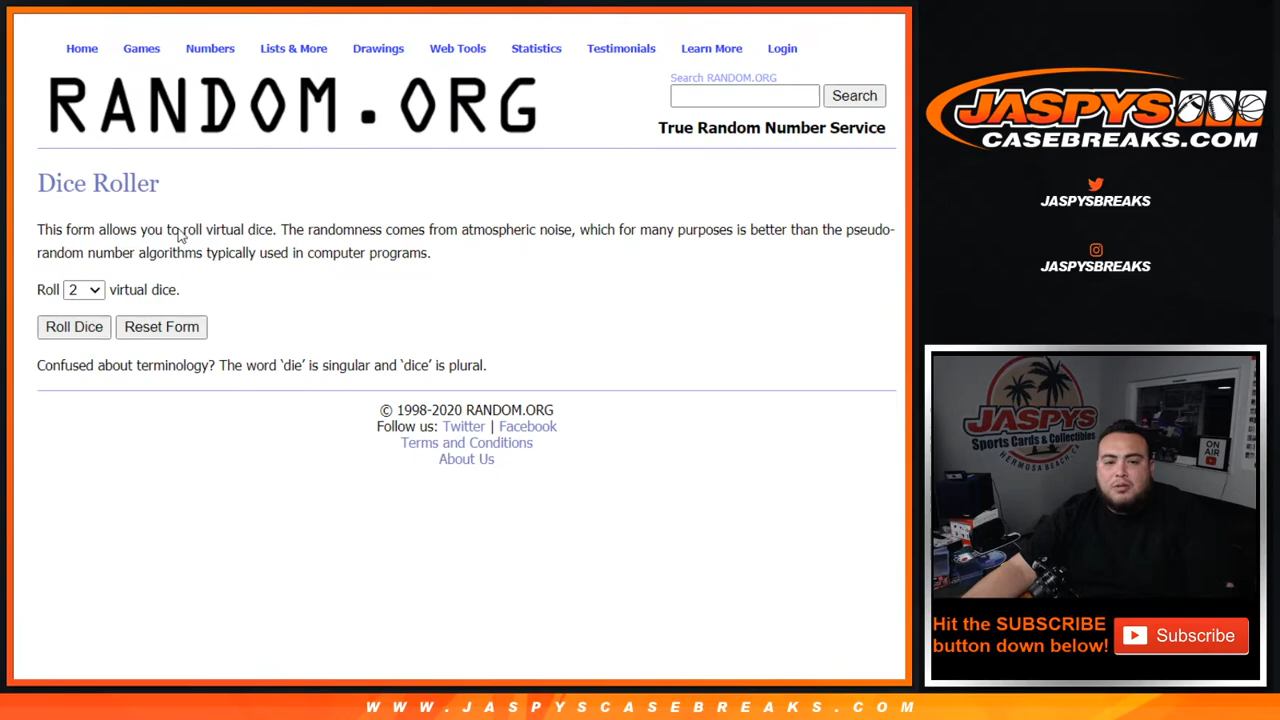 Home Games Numbers Lists & More Drawings Web Tools Statistics Testimonials Learn More Login
RANDOM.ORG
Search RANDOM.ORG
Search
True Random Number Service
Dice Roller
This form allows you to roll virtual dice. The randomness comes from atmospheric noise, which for many purposes is better than the pseudo-
random number algorithms typically used in computer programs.
Roll 2 virtual dice.
Roll Dice Reset Form
Confused about terminology? The word ‘die’ is singular and ‘dice’ is plural.
© 1998-2020 RANDOM.ORG
Follow us: Twitter | Facebook
Terms and Conditions
About Us
JASPYS
CASEBREAKS.COM
JASPYSBREAKS
JASPYSBREAKS
JASPYS
Sports Cards & Collectibles
HERMOSA BEACH, CA
ON
AIR
Hit the SUBSCRIBE
button down below!
Subscribe
WWW.JASPYSCASEBREAKS.COM